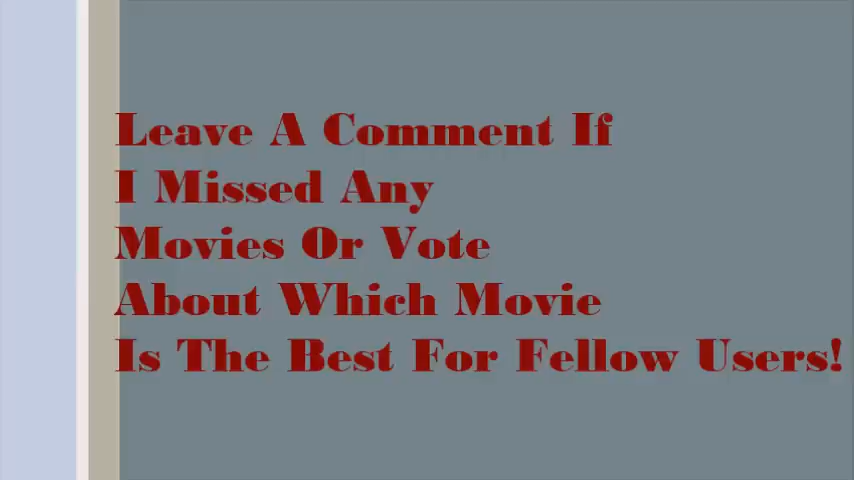 Leave A Comment If
I Missed Any
Movies Or Vote
About Which Movie
Is The Best For Fellow Users!